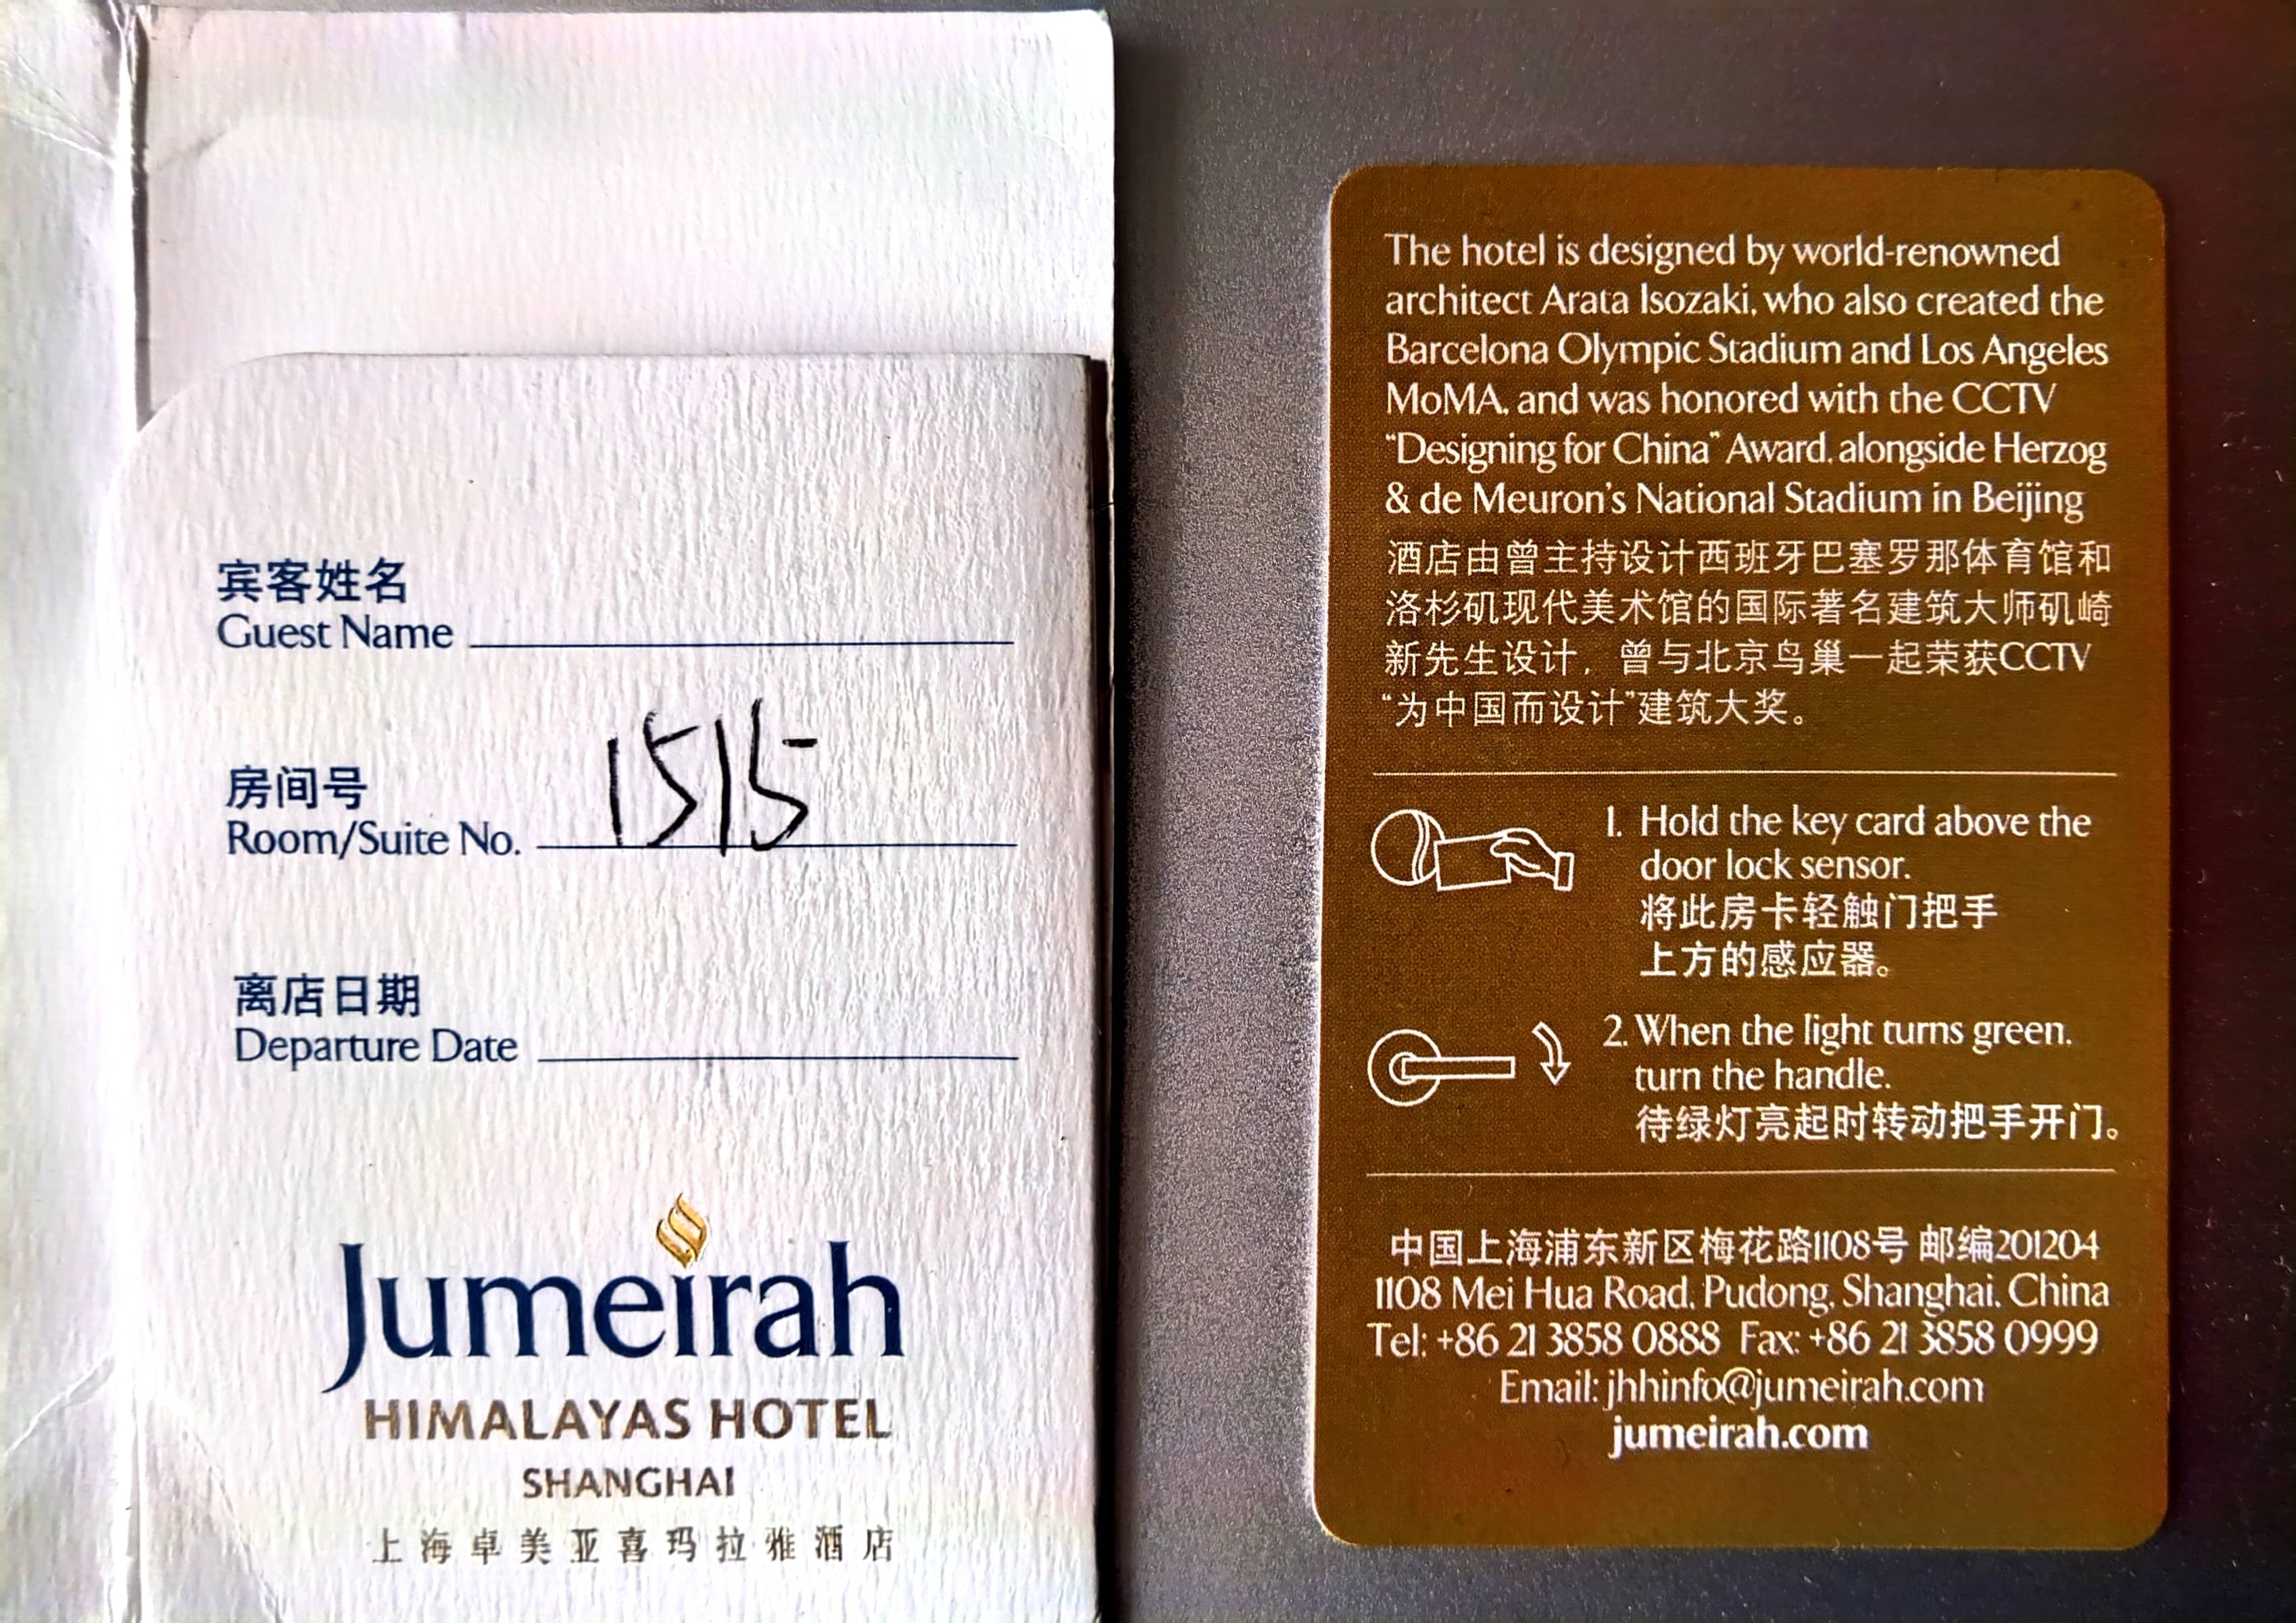 宾客姓名
Guest Name
房间号
Room/Suite No. 1515
离店日期
Departure Date
Jumeirah
HIMALAYAS HOTEL
SHANGHAI
上海卓美亚喜玛拉雅酒店
The hotel is designed by world-renowned
architect Arata Isozaki, who also created the
Barcelona Olympic Stadium and Los Angeles
MoMA, and was honored with the CCTV
“Designing for China” Award, alongside Herzog
& de Meuron's National Stadium in Beijing
酒店由曾主持设计西班牙巴塞罗那体育馆和
洛杉矶现代美术馆的国际著名建筑大师矶崎
新先生设计，曾与北京鸟巢一起荣获CCTV
“为中国而设计”建筑大奖。
1. Hold the key card above the
door lock sensor.
将此房卡轻触门把手
上方的感应器。
2. When the light turns green,
turn the handle.
待绿灯亮起时转动把手开门。
中国上海浦东新区梅花路1108号 邮编201204
1108 Mei Hua Road, Pudong, Shanghai, China
Tel: +86 21 3858 0888 Fax: +86 21 3858 0999
Email: jhhinfo@jumeirah.com
jumeirah.com